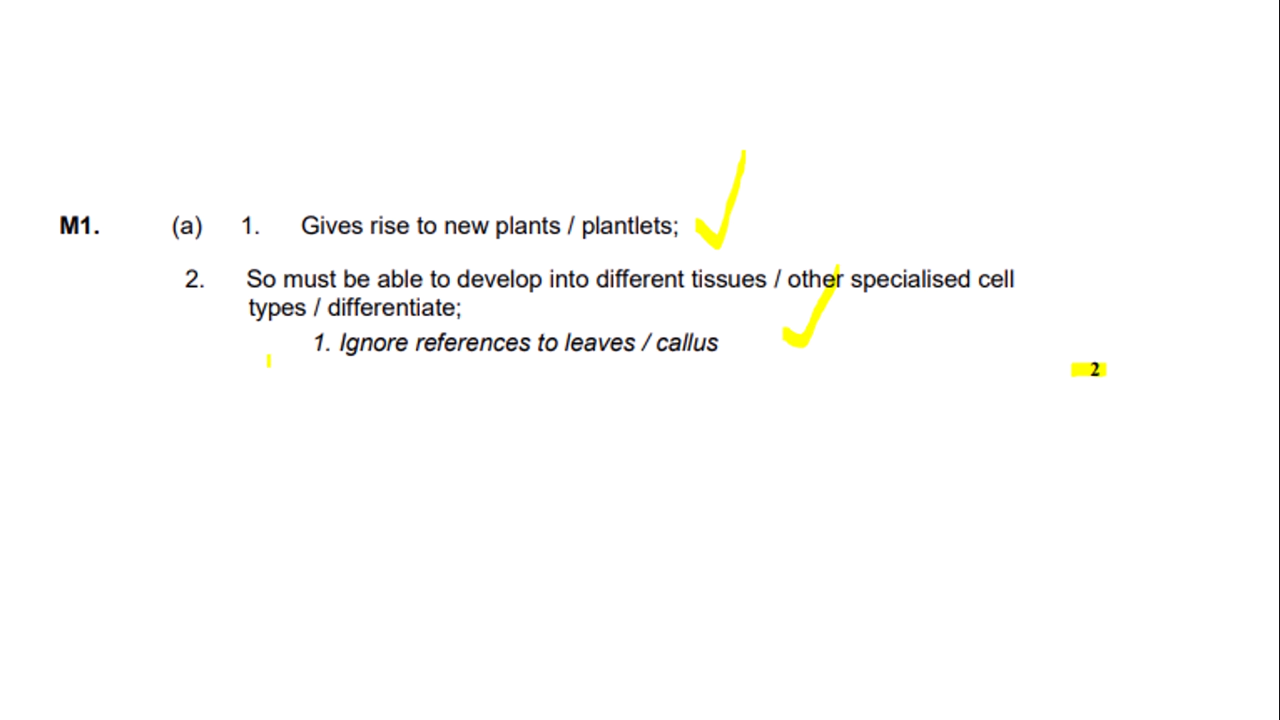 M1. (a) 1. Gives rise to new plants / plantlets;
2. So must be able to develop into different tissues / other specialised cell
types / differentiate;
1. Ignore references to leaves / callus
2